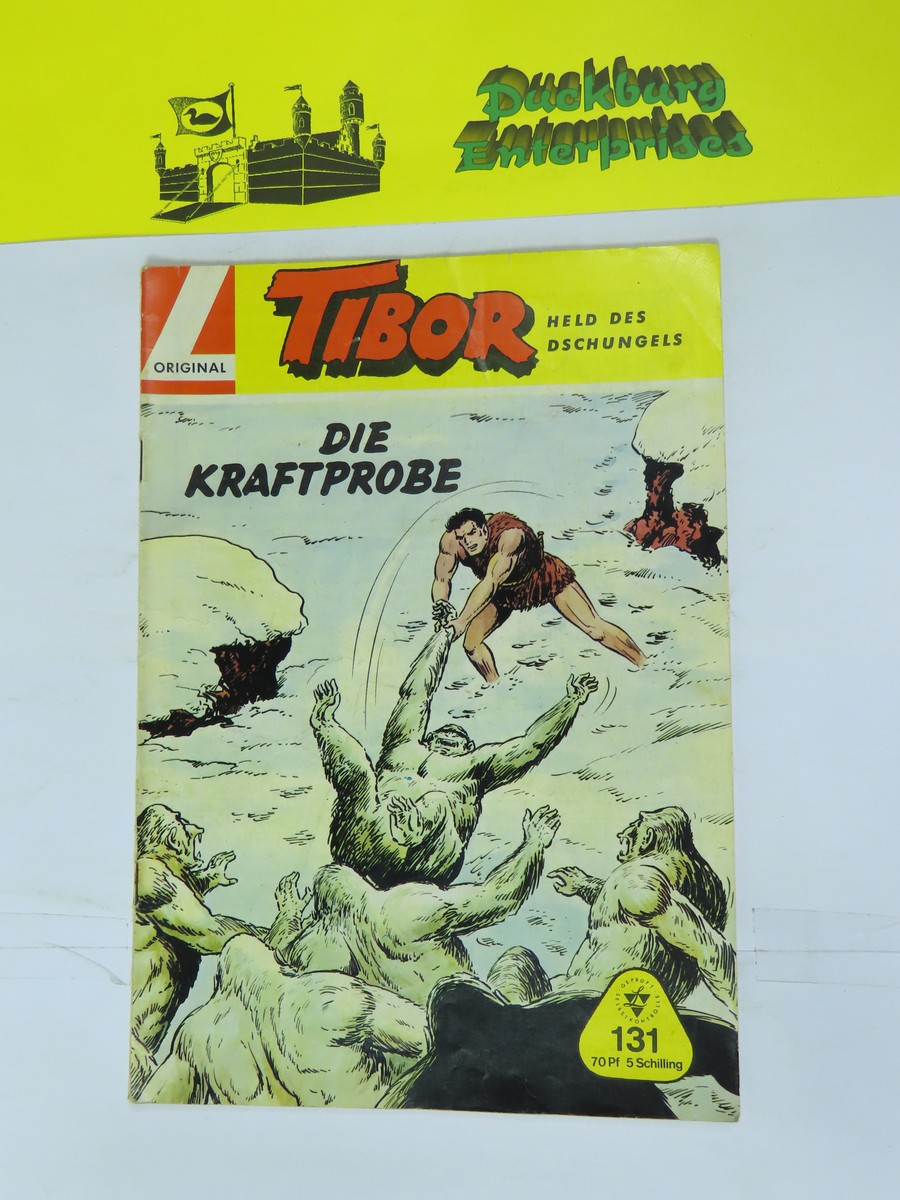 Duckburg
Enterprises
ORIGINAL
TIBOR
HELD DES
DSCHUNGELS
DIE
KRAFTPROBE
131
70 Pf 5 Schilling